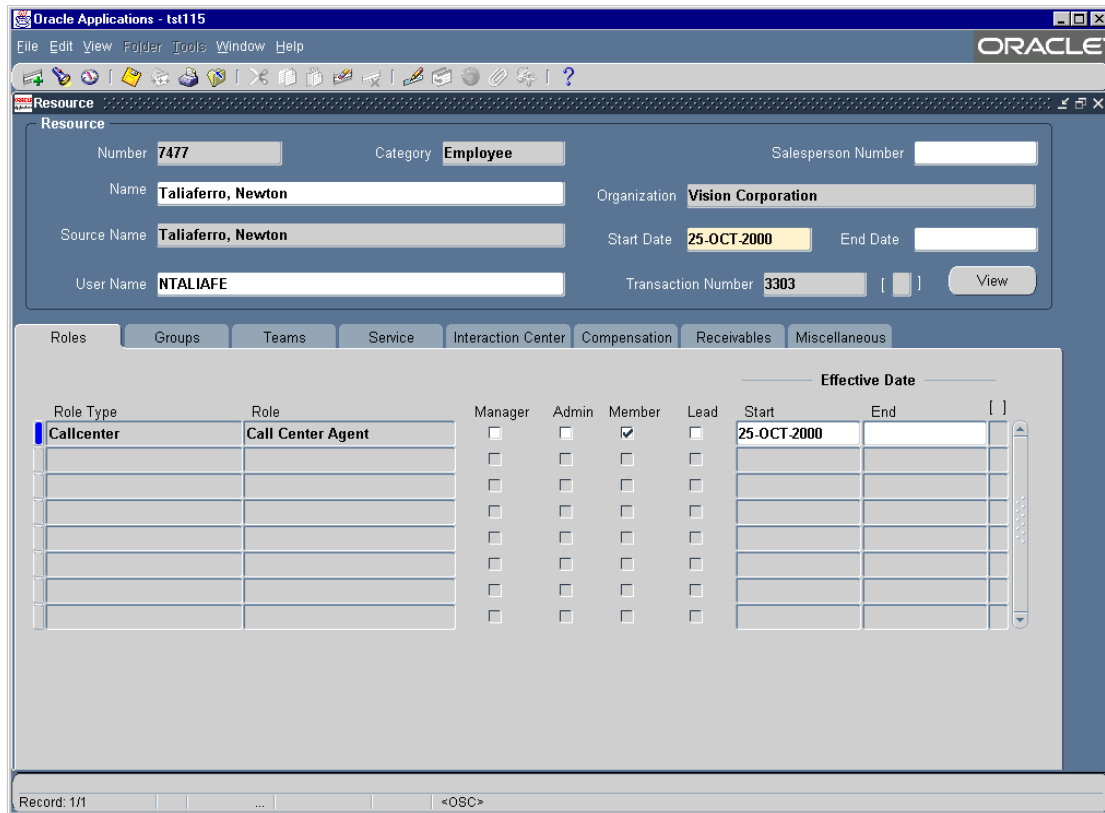 Oracle Applications - tst115
File Edit View Folder Tools Window Help
ORACLE
Resource
Resource
Number 7477 Category Employee Salesperson Number
Name Taliaferro, Newton Organization Vision Corporation
Source Name Taliaferro, Newton Start Date 25-OCT-2000 End Date
User Name NTALIAFE Transaction Number 3303 [ ] View
Roles Groups Teams Service Interaction Center Compensation Receivables Miscellaneous
Effective Date
Role Type Role Manager Admin Member Lead Start End [ ]
Callcenter Call Center Agent 25-OCT-2000
Record: 1/1 ... <OSC>